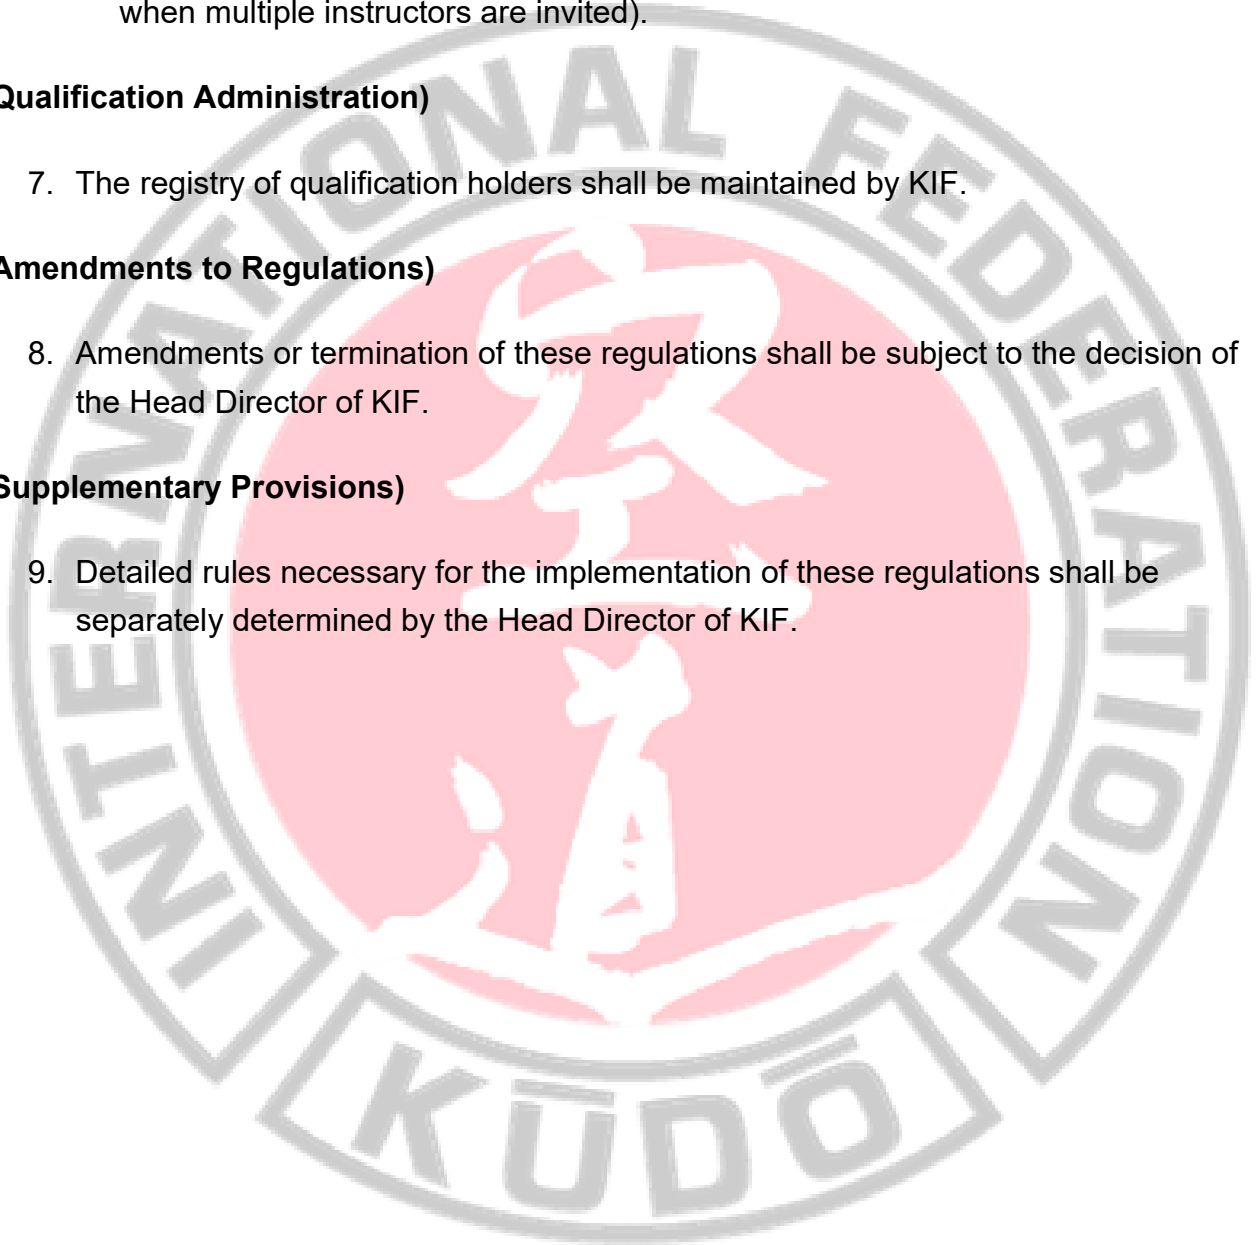 when multiple instructors are invited).
Qualification Administration)
7. The registry of qualification holders shall be maintained by KIF.
Amendments to Regulations)
8. Amendments or termination of these regulations shall be subject to the decision of
the Head Director of KIF.
Supplementary Provisions)
9. Detailed rules necessary for the implementation of these regulations shall be
separately determined by the Head Director of KIF.
INTERNATIONAL FEDERATION
空道
KŪDŌ